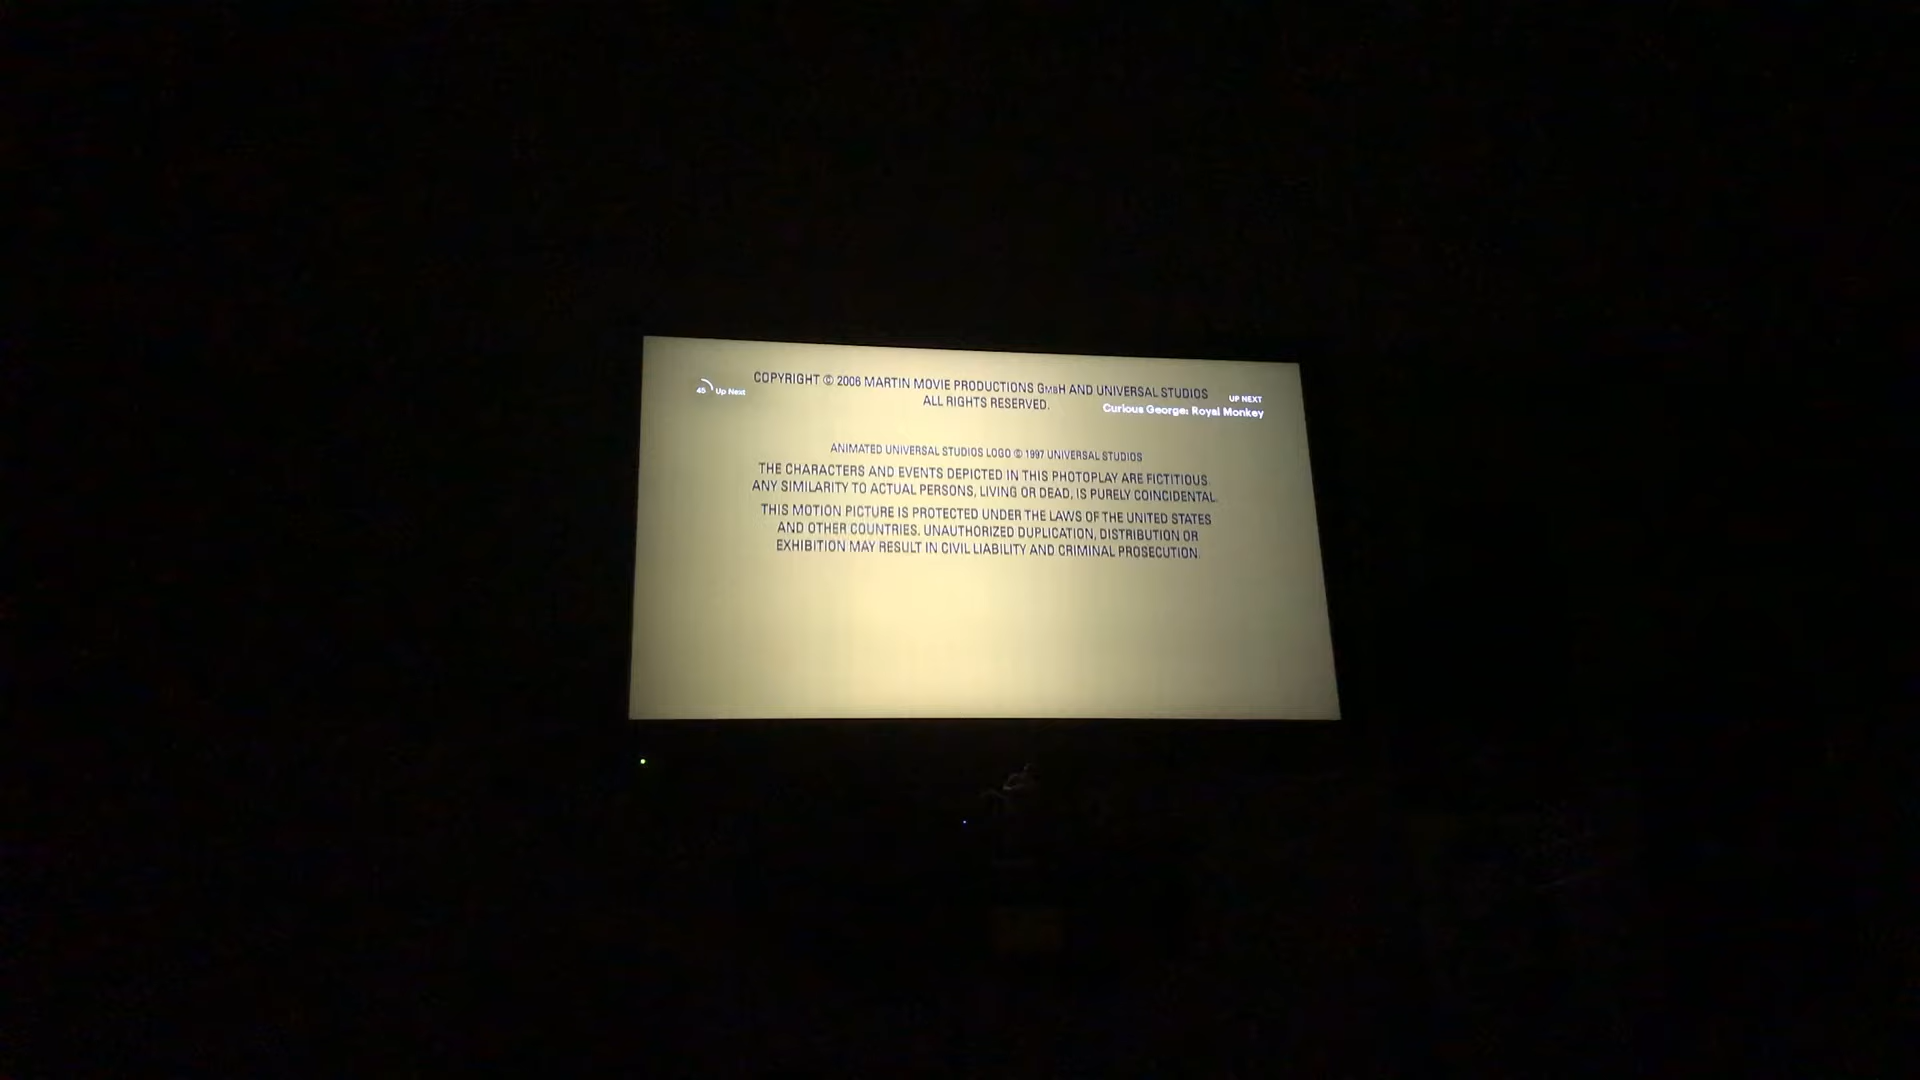 COPYRIGHT © 2006 MARTIN MOVIE PRODUCTIONS GMBH AND UNIVERSAL STUDIOS
ALL RIGHTS RESERVED.
45 Up Next
UP NEXT
Curious George: Royal Monkey
ANIMATED UNIVERSAL STUDIOS LOGO © 1997 UNIVERSAL STUDIOS
THE CHARACTERS AND EVENTS DEPICTED IN THIS PHOTOPLAY ARE FICTITIOUS.
ANY SIMILARITY TO ACTUAL PERSONS, LIVING OR DEAD, IS PURELY COINCIDENTAL.
THIS MOTION PICTURE IS PROTECTED UNDER THE LAWS OF THE UNITED STATES
AND OTHER COUNTRIES. UNAUTHORIZED DUPLICATION, DISTRIBUTION OR
EXHIBITION MAY RESULT IN CIVIL LIABILITY AND CRIMINAL PROSECUTION.